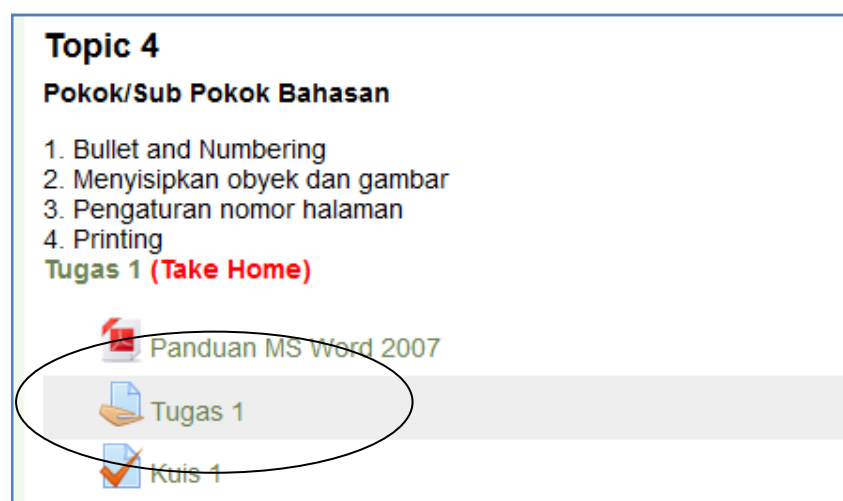 Topic 4
Pokok/Sub Pokok Bahasan
1. Bullet and Numbering
2. Menyisipkan obyek dan gambar
3. Pengaturan nomor halaman
4. Printing
Tugas 1 (Take Home)
Panduan MS Word 2007
Tugas 1
Kuis 1